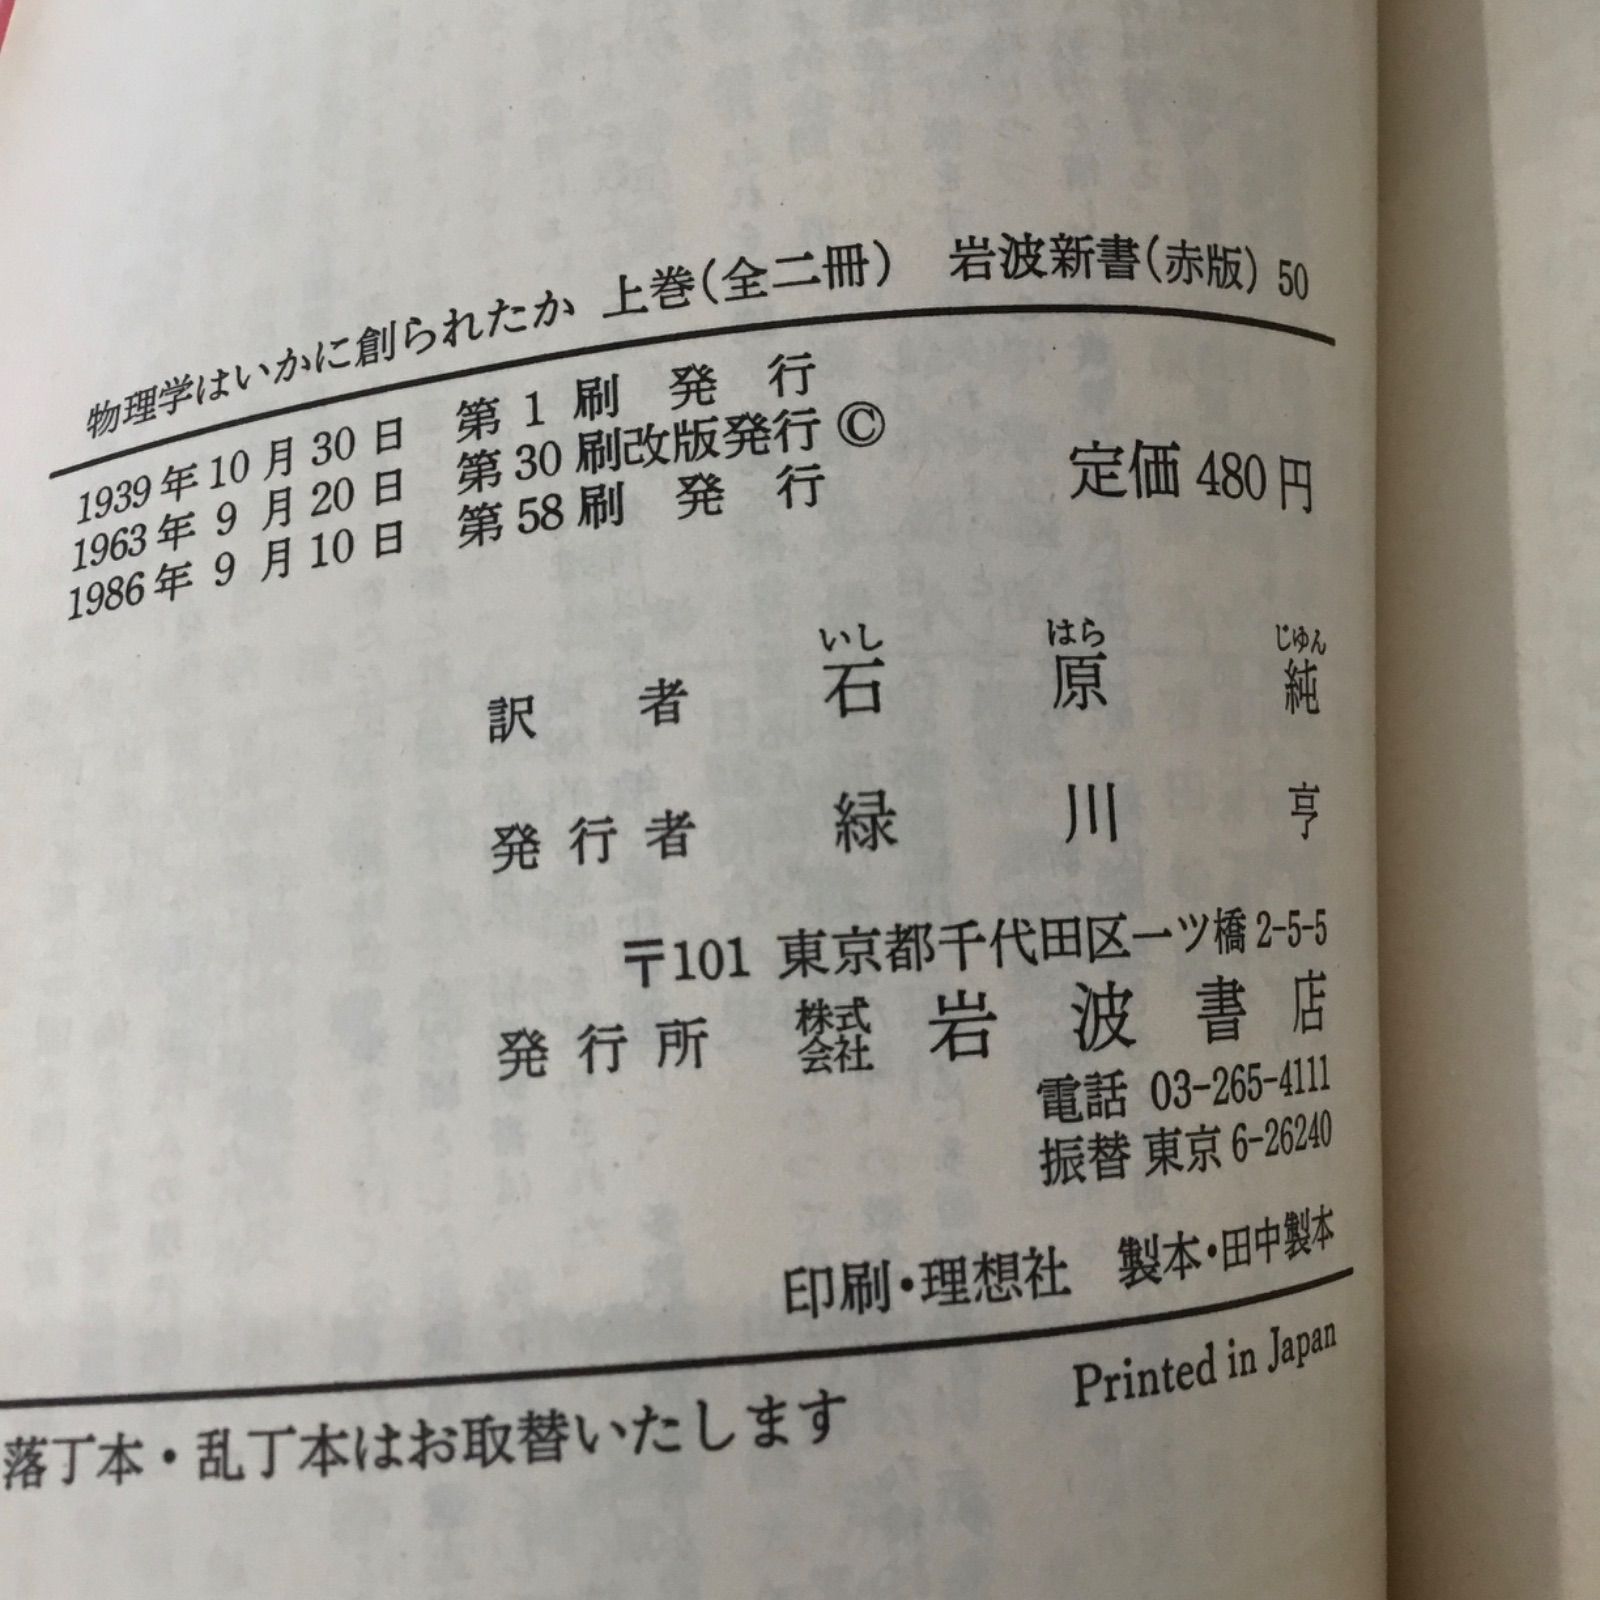 物理学はいかに創られたか 上巻(全二冊) 岩波新書(赤版)50
1939年10月30日 第1刷発行
1963年9月20日 第30刷改版発行©
1986年9月10日 第58刷発行
定価480円
いし はら じゅん
訳者 石原純
発行者 緑川亨
〒101 東京都千代田区一ツ橋2-5-5
発行所 株式会社 岩波書店
電話 03-265-4111
振替 東京6-26240
印刷・理想社 製本・田中製本
Printed in Japan
落丁本・乱丁本はお取替いたします